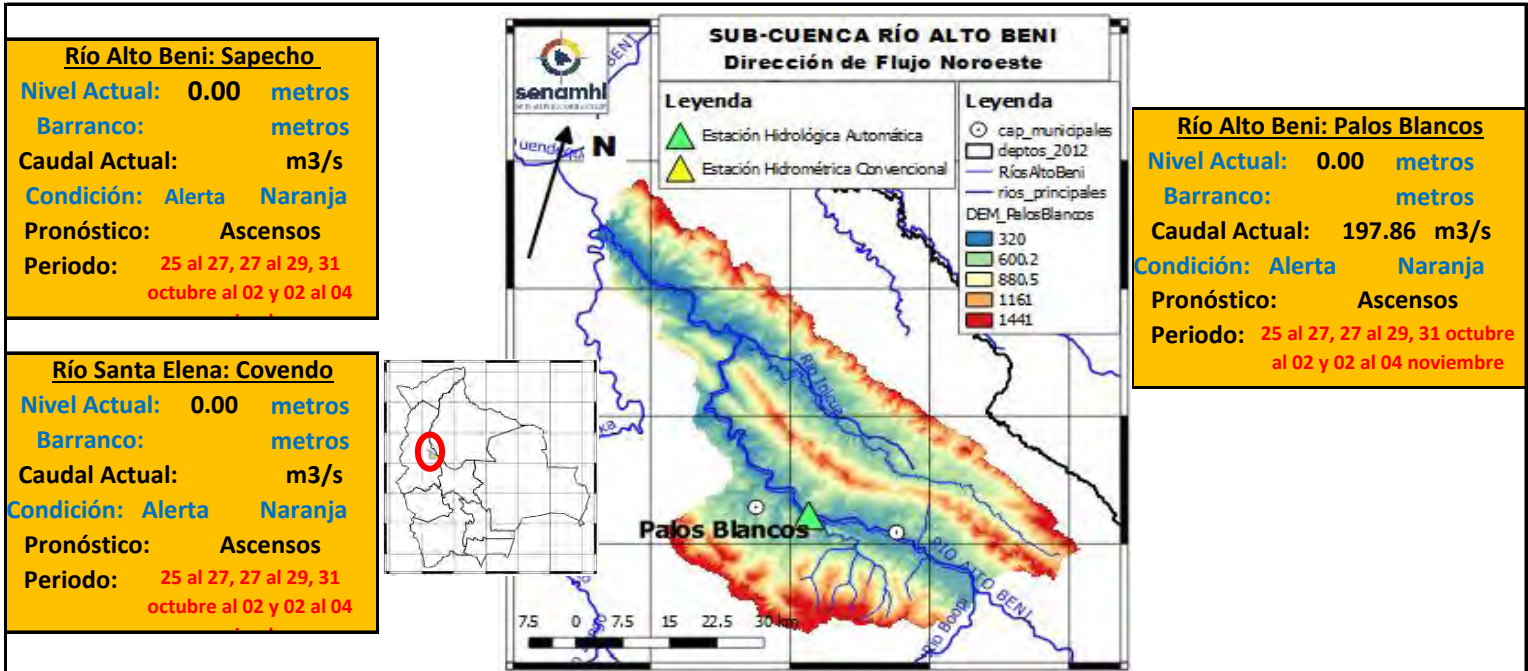 Río Alto Beni: Sapecho
Nivel Actual: 0.00 metros
Barranco: metros
Caudal Actual: m3/s
Condición: Alerta Naranja
Pronóstico: Ascensos
Periodo: 25 al 27, 27 al 29, 31
octubre al 02 y 02 al 04
Río Santa Elena: Covendo
Nivel Actual: 0.00 metros
Barranco: metros
Caudal Actual: m3/s
Condición: Alerta Naranja
Pronóstico: Ascensos
Periodo: 25 al 27, 27 al 29, 31
octubre al 02 y 02 al 04
senamhi
SUB-CUENCA RÍO ALTO BENI
Dirección de Flujo Noroeste
Leyenda
Estación Hidrológica Automática
Estación Hidrométrica Convencional
Leyenda
cap_municipales
deptos_2012
RíosAltoBeni
rios_principales
DEM_PalosBlancos
320
600.2
880.5
1161
1441
N
BENI
Río Inicua
Palos Blancos
RÍO ALTO BENI
Río Boopi
7.5 0 7.5 15 22.5 30 km
Río Alto Beni: Palos Blancos
Nivel Actual: 0.00 metros
Barranco: metros
Caudal Actual: 197.86 m3/s
Condición: Alerta Naranja
Pronóstico: Ascensos
Periodo: 25 al 27, 27 al 29, 31 octubre
al 02 y 02 al 04 noviembre